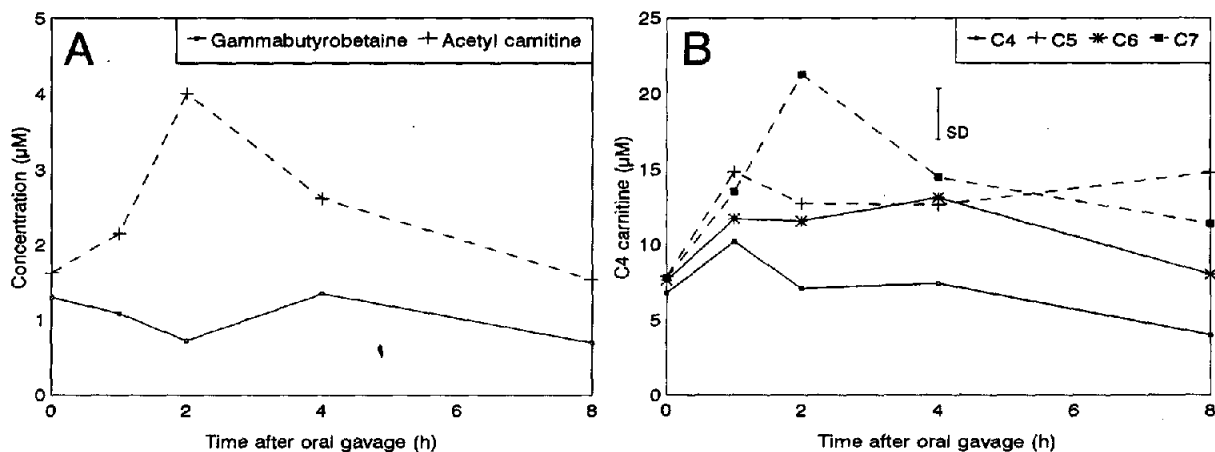 A
Gammabutyrobetaine Acetyl carnitine
Concentration (µM)
5
4
3
2
1
0
0 2 4 6 8
Time after oral gavage (h)
B
C4 C5 C6 C7
SD
C4 carnitine (µM)
25
20
15
10
5
0
0 2 4 6 8
Time after oral gavage (h)